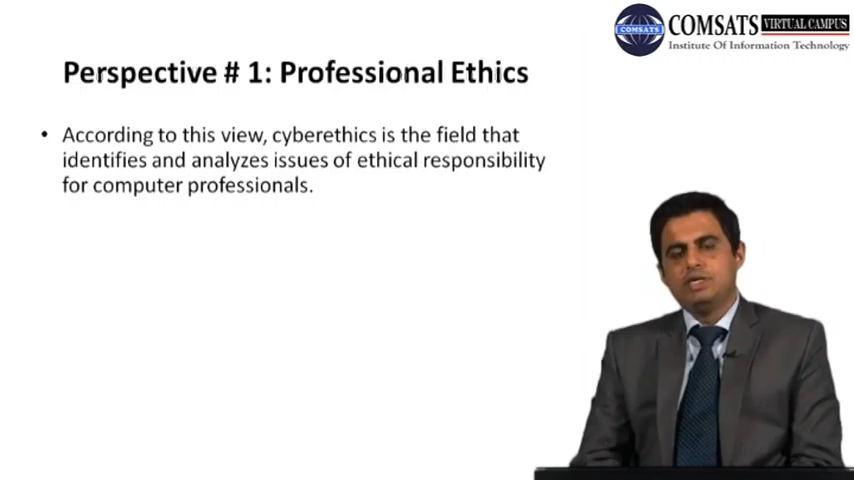 COMSATS VIRTUAL CAMPUS
COMSATS
Institute Of Information Technology
Perspective # 1: Professional Ethics
• According to this view, cyberethics is the field that
identifies and analyzes issues of ethical responsibility
for computer professionals.